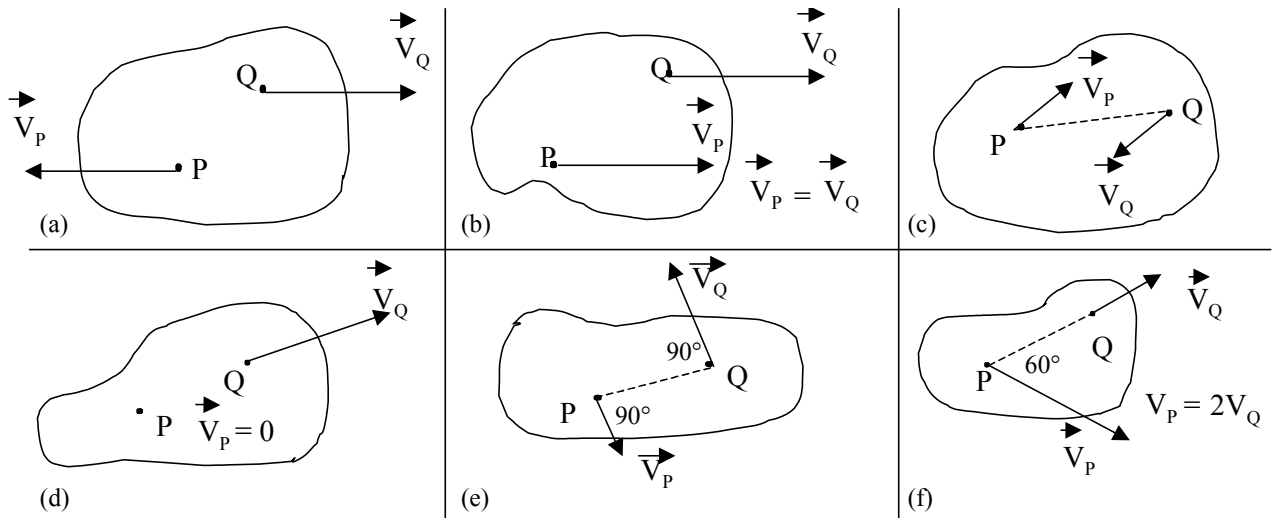 V_Q
Q
V_P
P
(a)
V_Q
Q
V_P
P
V_P = V_Q
(b)
V_P
Q
P
V_Q
(c)
V_Q
Q
P
V_P = 0
(d)
V_Q
90°
Q
P
90°
V_P
(e)
V_Q
Q
P
60°
V_P = 2V_Q
V_P
(f)